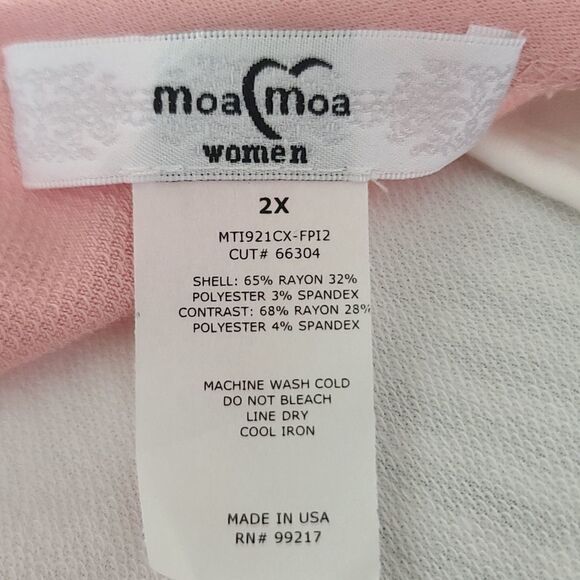 moa moa
women
2X
MTI921CX-FPI2
CUT# 66304
SHELL: 65% RAYON 32%
POLYESTER 3% SPANDEX
CONTRAST: 68% RAYON 28%
POLYESTER 4% SPANDEX
MACHINE WASH COLD
DO NOT BLEACH
LINE DRY
COOL IRON
MADE IN USA
RN# 99217